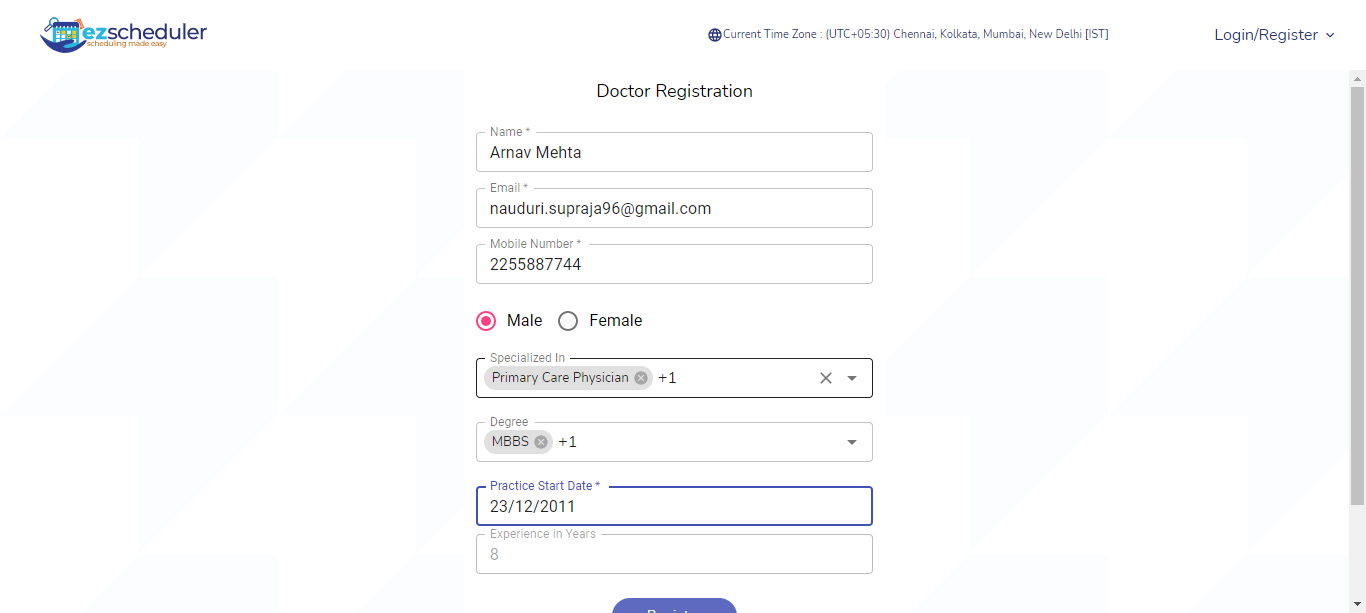 ezscheduler
scheduling made easy
Current Time Zone : (UTC+05:30) Chennai, Kolkata, Mumbai, New Delhi [IST]
Login/Register
Doctor Registration
Name *
Arnav Mehta
Email *
nauduri.supraja96@gmail.com
Mobile Number *
2255887744
Male Female
Specialized In
Primary Care Physician +1
Degree
MBBS +1
Practice Start Date *
23/12/2011
Experience in Years
8